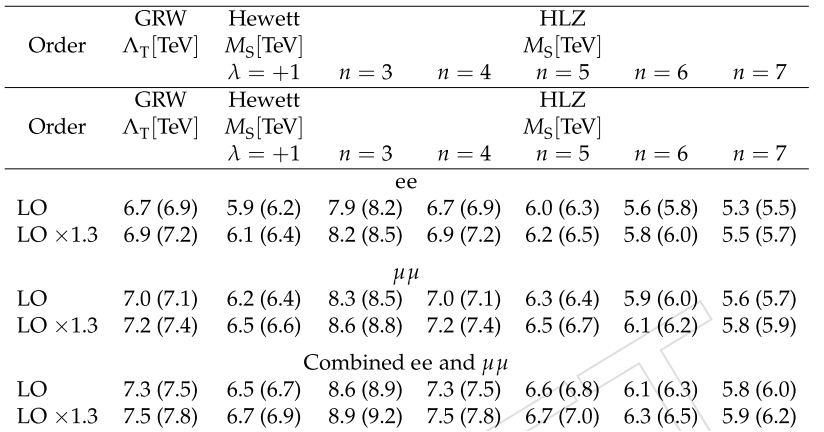 GRW Hewett HLZ
Order Λ_T[TeV] M_S[TeV] M_S[TeV]
λ = +1 n = 3 n = 4 n = 5 n = 6 n = 7
GRW Hewett HLZ
Order Λ_T[TeV] M_S[TeV] M_S[TeV]
λ = +1 n = 3 n = 4 n = 5 n = 6 n = 7
ee
LO 6.7 (6.9) 5.9 (6.2) 7.9 (8.2) 6.7 (6.9) 6.0 (6.3) 5.6 (5.8) 5.3 (5.5)
LO ×1.3 6.9 (7.2) 6.1 (6.4) 8.2 (8.5) 6.9 (7.2) 6.2 (6.5) 5.8 (6.0) 5.5 (5.7)
μμ
LO 7.0 (7.1) 6.2 (6.4) 8.3 (8.5) 7.0 (7.1) 6.3 (6.4) 5.9 (6.0) 5.6 (5.7)
LO ×1.3 7.2 (7.4) 6.5 (6.6) 8.6 (8.8) 7.2 (7.4) 6.5 (6.7) 6.1 (6.2) 5.8 (5.9)
Combined ee and μμ
LO 7.3 (7.5) 6.5 (6.7) 8.6 (8.9) 7.3 (7.5) 6.6 (6.8) 6.1 (6.3) 5.8 (6.0)
LO ×1.3 7.5 (7.8) 6.7 (6.9) 8.9 (9.2) 7.5 (7.8) 6.7 (7.0) 6.3 (6.5) 5.9 (6.2)